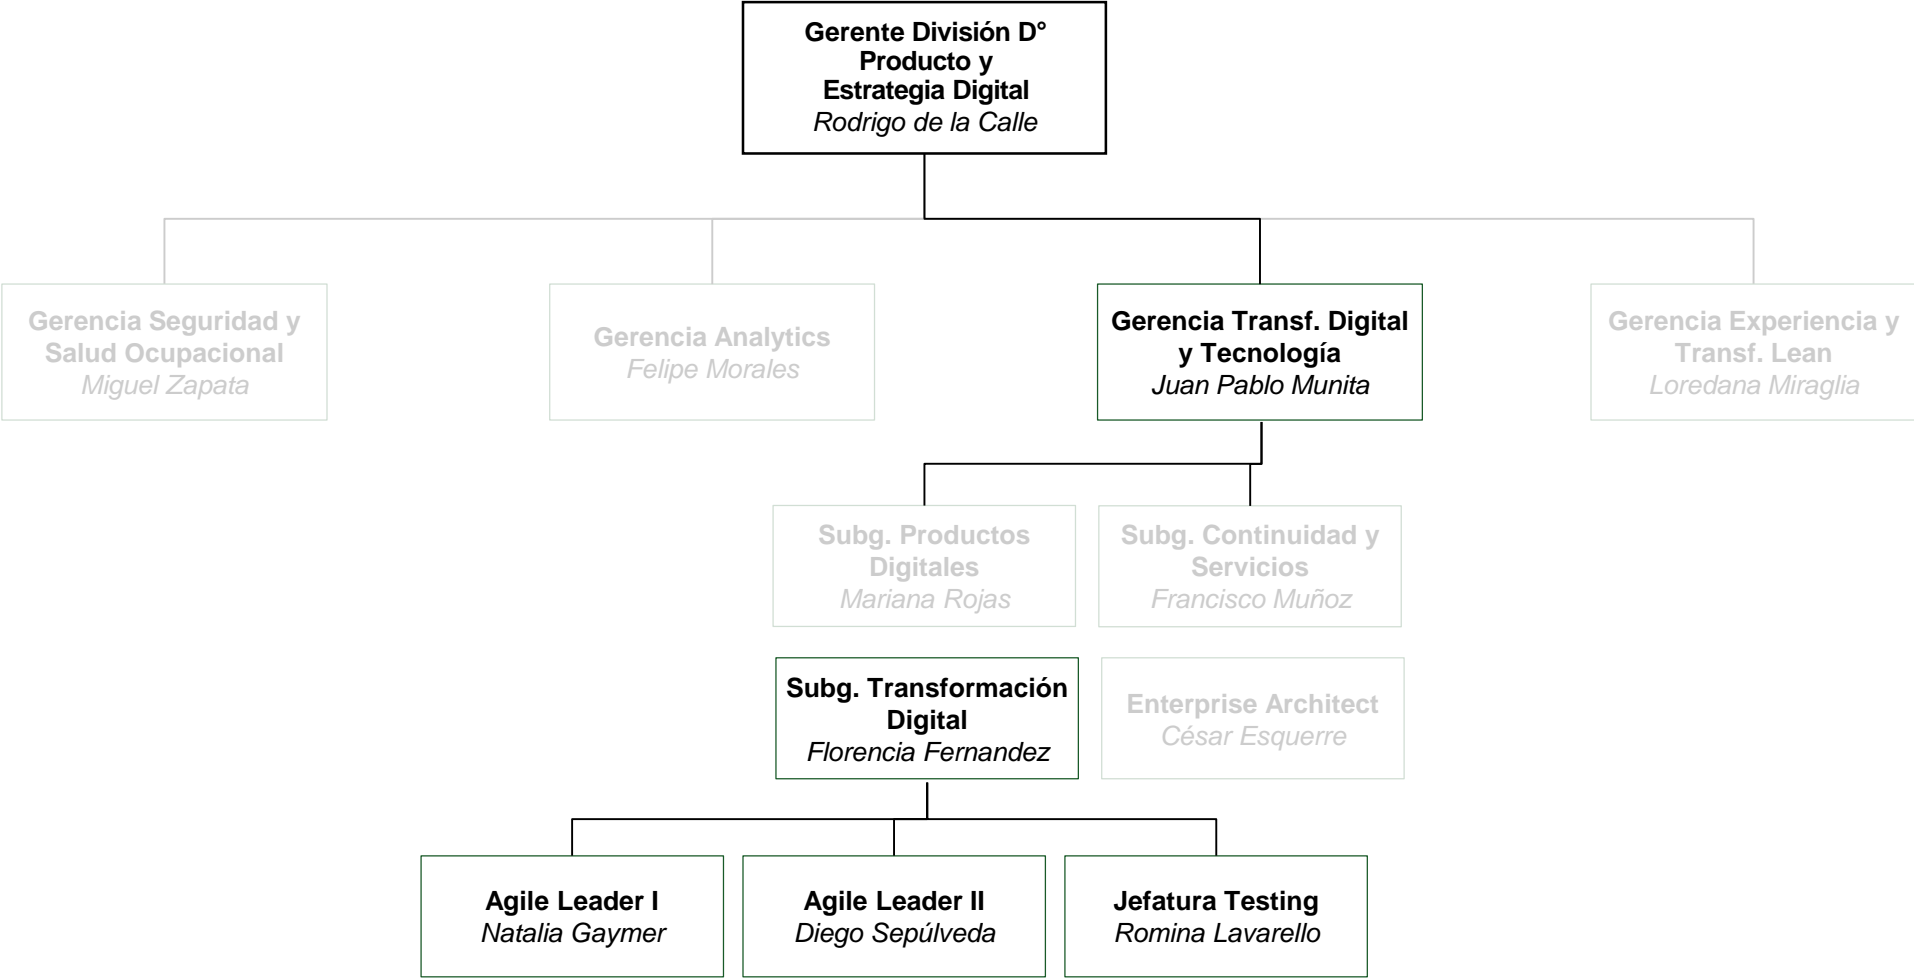 Gerente División D°
Producto y
Estrategia Digital
Rodrigo de la Calle
Gerencia Seguridad y
Salud Ocupacional
Miguel Zapata
Gerencia Analytics
Felipe Morales
Gerencia Transf. Digital
y Tecnología
Juan Pablo Munita
Gerencia Experiencia y
Transf. Lean
Loredana Miraglia
Subg. Productos
Digitales
Mariana Rojas
Subg. Continuidad y
Servicios
Francisco Muñoz
Subg. Transformación
Digital
Florencia Fernandez
Enterprise Architect
César Esquerre
Agile Leader I
Natalia Gaymer
Agile Leader II
Diego Sepúlveda
Jefatura Testing
Romina Lavarello